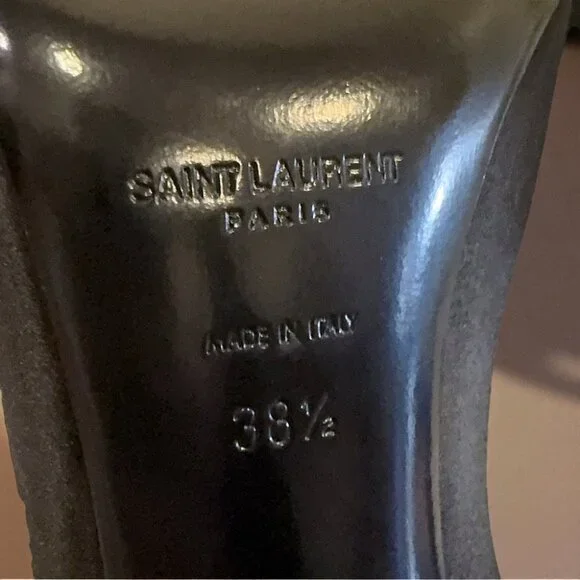 SAINT LAURENT
PARIS
MADE IN ITALY
38½